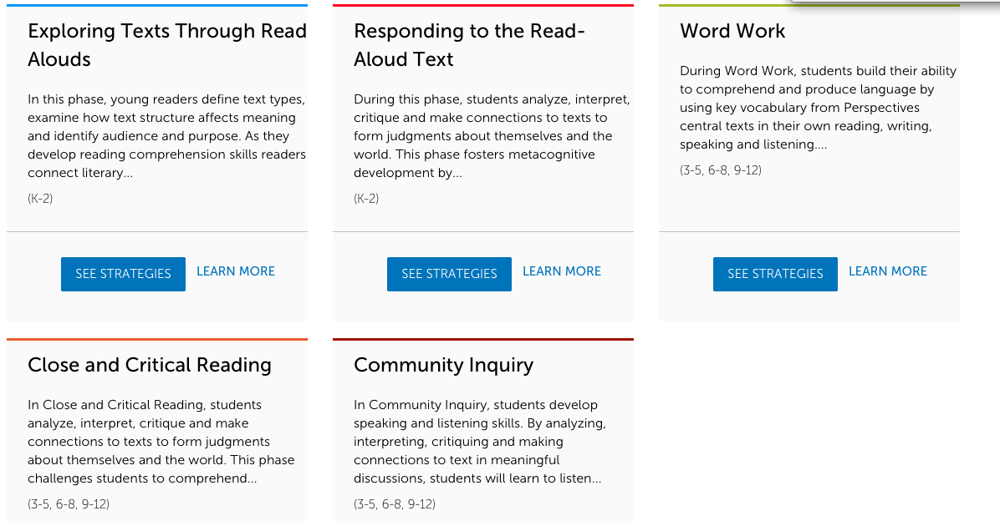 Exploring Texts Through Read
Alouds
In this phase, young readers define text types,
examine how text structure affects meaning
and identify audience and purpose. As they
develop reading comprehension skills readers
connect literary...
(K-2)
SEE STRATEGIES
LEARN MORE
Responding to the Read-
Aloud Text
During this phase, students analyze, interpret,
critique and make connections to texts to
form judgments about themselves and the
world. This phase fosters metacognitive
development by...
(K-2)
SEE STRATEGIES
LEARN MORE
Word Work
During Word Work, students build their ability
to comprehend and produce language by
using key vocabulary from Perspectives
central texts in their own reading, writing,
speaking and listening....
(3-5, 6-8, 9-12)
SEE STRATEGIES
LEARN MORE
Close and Critical Reading
In Close and Critical Reading, students
analyze, interpret, critique and make
connections to texts to form judgments
about themselves and the world. This phase
challenges students to comprehend...
(3-5, 6-8, 9-12)
Community Inquiry
In Community Inquiry, students develop
speaking and listening skills. By analyzing,
interpreting, critiquing and making
connections to text in meaningful
discussions, students will learn to listen...
(3-5, 6-8, 9-12)